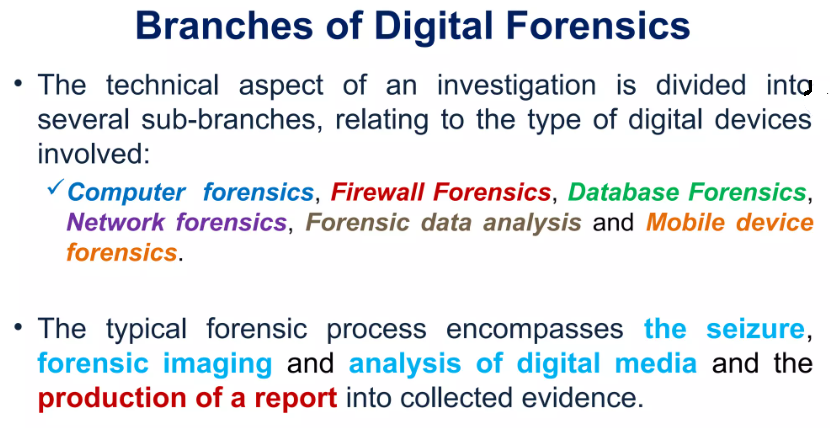 Branches of Digital Forensics
• The technical aspect of an investigation is divided into
several sub-branches, relating to the type of digital devices
involved:
✓Computer forensics, Firewall Forensics, Database Forensics,
Network forensics, Forensic data analysis and Mobile device
forensics.
• The typical forensic process encompasses the seizure,
forensic imaging and analysis of digital media and the
production of a report into collected evidence.